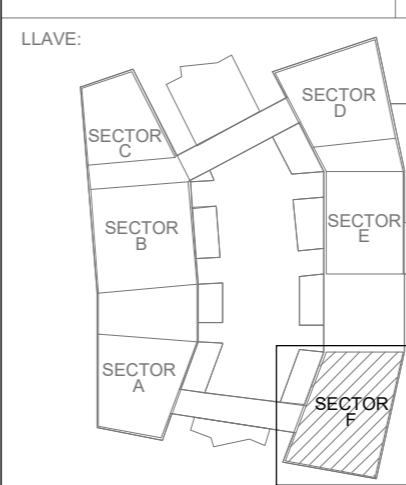 LLAVE:
SECTOR
D
SECTOR
C
SECTOR
B
SECTOR
E
SECTOR
A
SECTOR
F